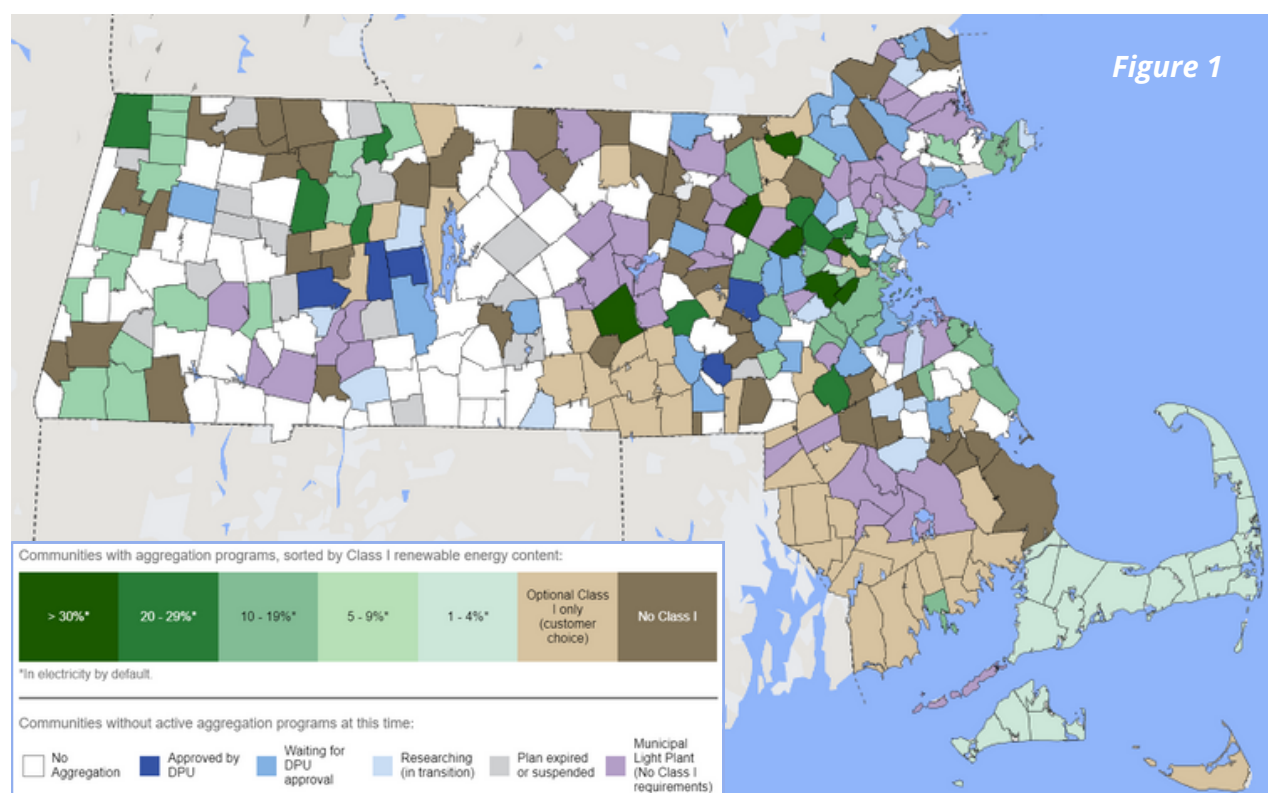 Figure 1
Communities with aggregation programs, sorted by Class I renewable energy content:
> 30%*
20 - 29%*
10 - 19%*
5 - 9%*
1 - 4%*
Optional Class
I only
(customer
choice)
No Class I
*In electricity by default.
Communities without active aggregation programs at this time:
No
Aggregation
Approved by
DPU
Waiting for
DPU
approval
Researching
(in transition)
Plan expired
or suspended
Municipal
Light Plant
(No Class I
requirements)